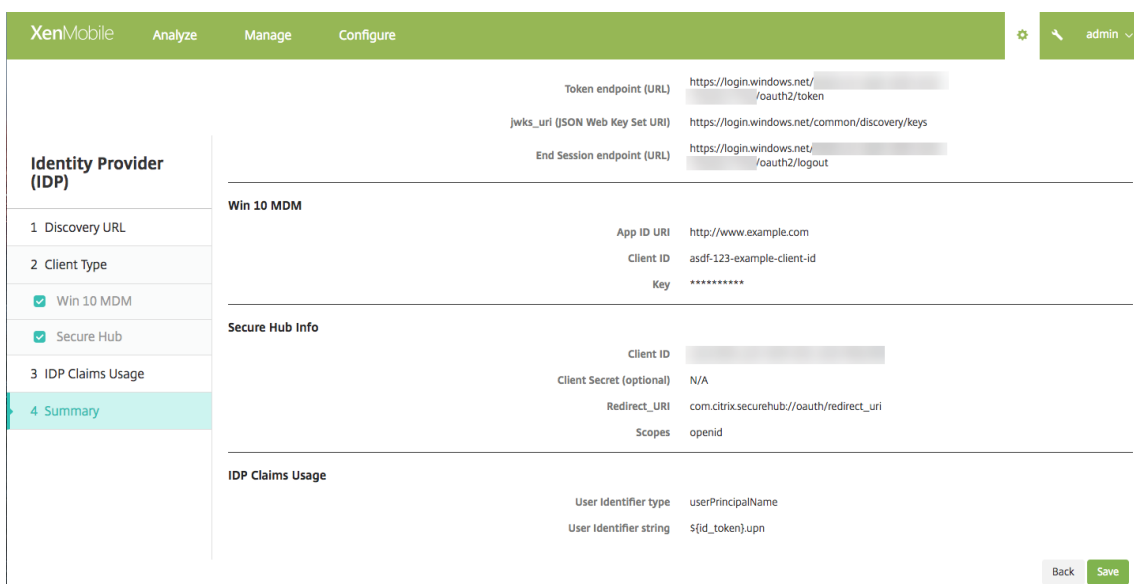 XenMobile Analyze Manage Configure admin
Token endpoint (URL) https://login.windows.net/
/oauth2/token
jwks_uri (JSON Web Key Set URI) https://login.windows.net/common/discovery/keys
End Session endpoint (URL) https://login.windows.net/
/oauth2/logout
Identity Provider
(IDP)
1 Discovery URL
2 Client Type
Win 10 MDM
Secure Hub
3 IDP Claims Usage
4 Summary
Win 10 MDM
App ID URI http://www.example.com
Client ID asdf-123-example-client-id
Key **********
Secure Hub Info
Client ID
Client Secret (optional) N/A
Redirect_URI com.citrix.securehub://oauth/redirect_uri
Scopes openid
IDP Claims Usage
User Identifier type userPrincipalName
User Identifier string ${id_token}.upn
Back Save